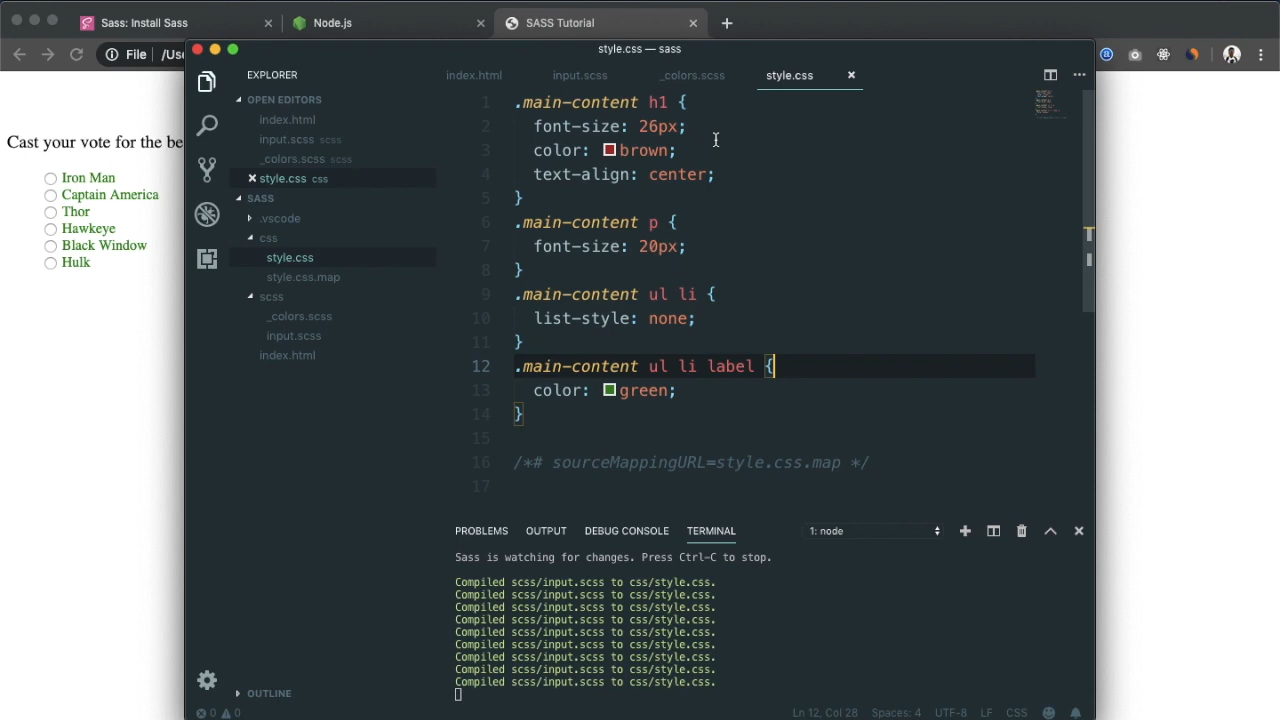 Sass: Install Sass
Node.js
SASS Tutorial
File
/Use
style.css — sass
EXPLORER
index.html
input.scss
_colors.scss
style.css
OPEN EDITORS
index.html
input.scss scss
_colors.scss scss
style.css css
SASS
.vscode
css
style.css
style.css.map
scss
_colors.scss
input.scss
index.html
OUTLINE
Cast your vote for the be
Iron Man
Captain America
Thor
Hawkeye
Black Window
Hulk
1 .main-content h1 {
2 font-size: 26px;
3 color: brown;
4 text-align: center;
5 }
6 .main-content p {
7 font-size: 20px;
8 }
9 .main-content ul li {
10 list-style: none;
11 }
12 .main-content ul li label {
13 color: green;
14 }
15
16 /*# sourceMappingURL=style.css.map */
17
PROBLEMS OUTPUT DEBUG CONSOLE TERMINAL 1: node
Sass is watching for changes. Press Ctrl-C to stop.
Compiled scss/input.scss to css/style.css.
Compiled scss/input.scss to css/style.css.
Compiled scss/input.scss to css/style.css.
Compiled scss/input.scss to css/style.css.
Compiled scss/input.scss to css/style.css.
Compiled scss/input.scss to css/style.css.
Compiled scss/input.scss to css/style.css.
Compiled scss/input.scss to css/style.css.
Compiled scss/input.scss to css/style.css.
0 0
Ln 12, Col 28 Spaces: 4 UTF-8 LF CSS